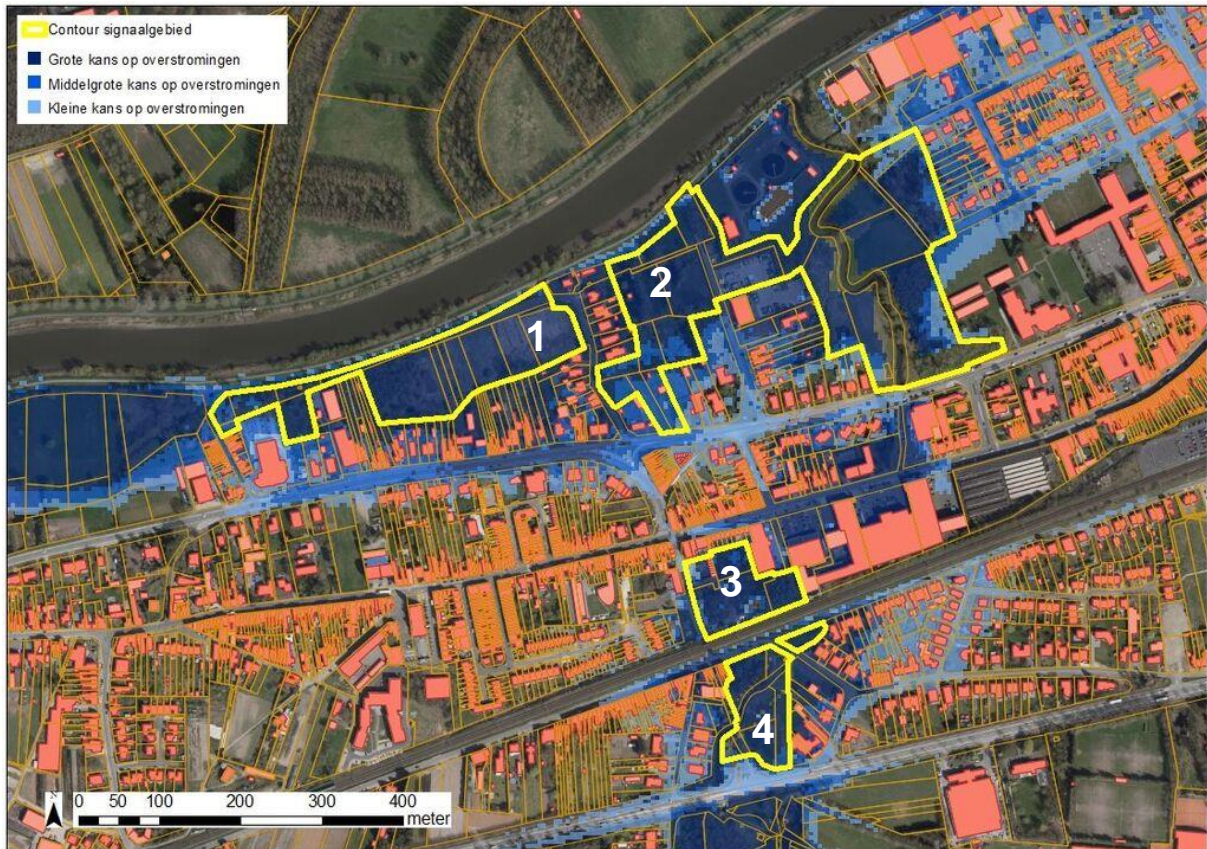 Contour signaalgebied
Grote kans op overstromingen
Middelgrote kans op overstromingen
Kleine kans op overstromingen
1
2
3
4
N
0 50 100 200 300 400
meter